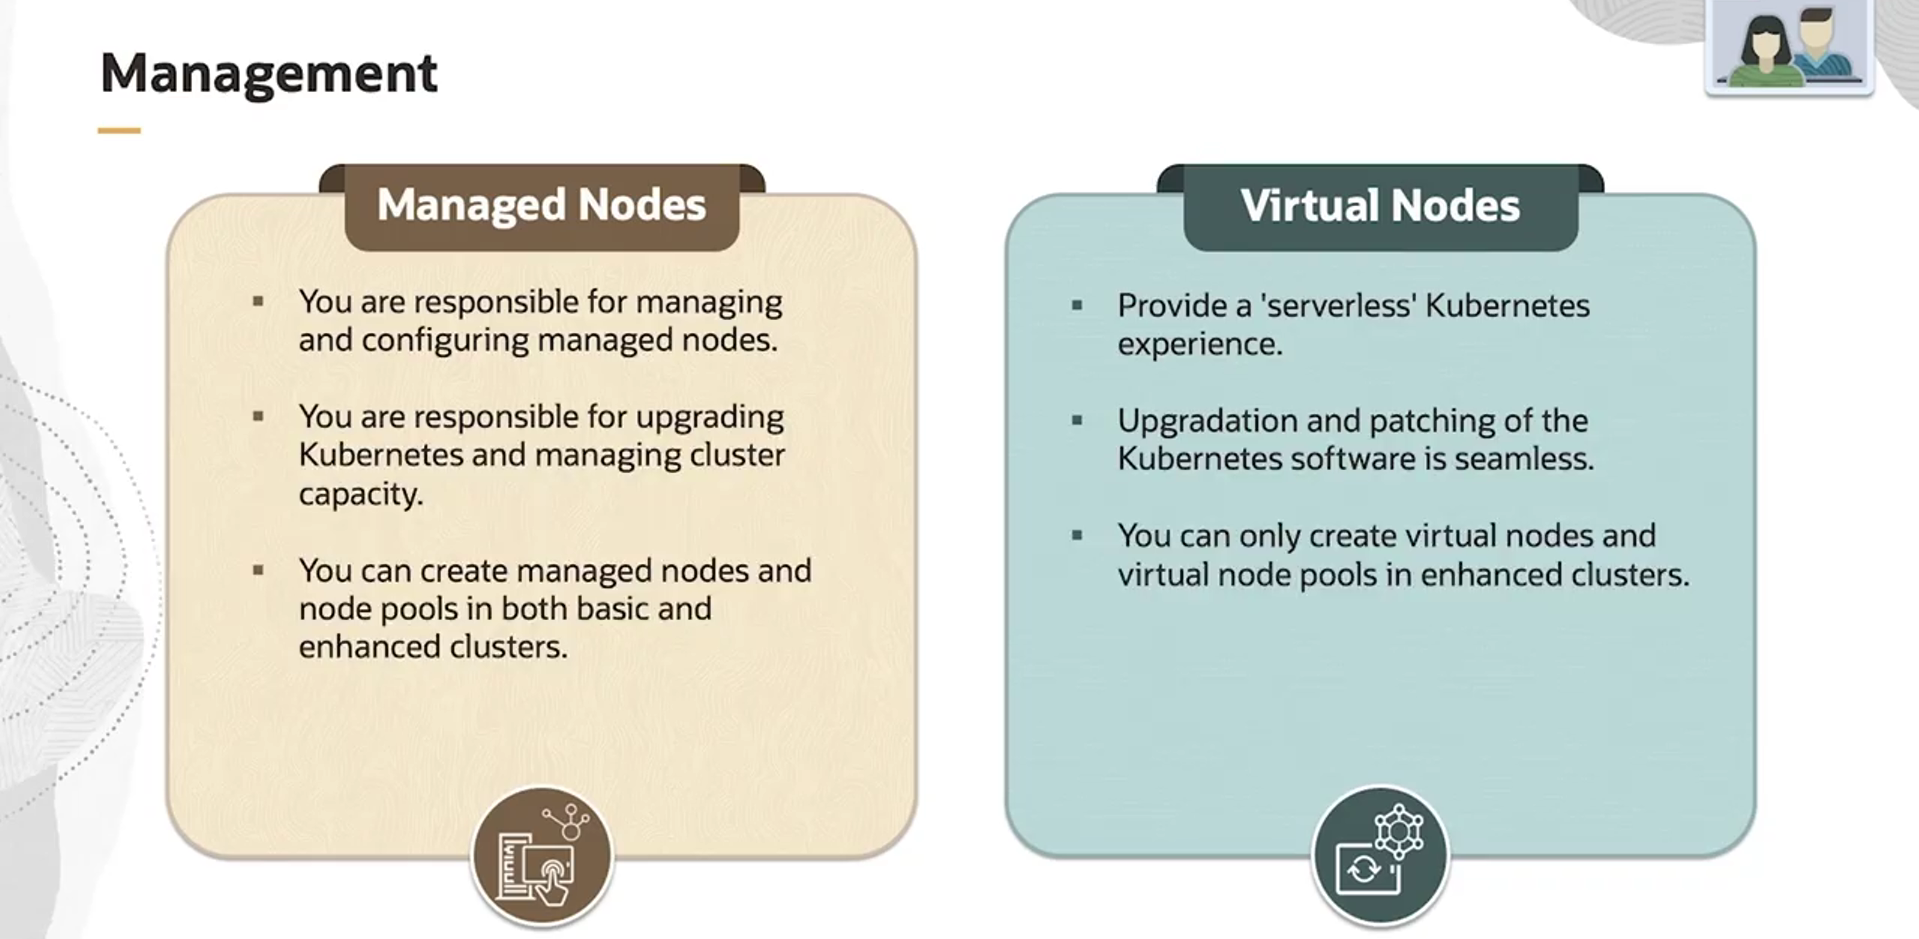 Management
Managed Nodes
▪ You are responsible for managing
and configuring managed nodes.
▪ You are responsible for upgrading
Kubernetes and managing cluster
capacity.
▪ You can create managed nodes and
node pools in both basic and
enhanced clusters.
Virtual Nodes
▪ Provide a 'serverless' Kubernetes
experience.
▪ Upgradation and patching of the
Kubernetes software is seamless.
▪ You can only create virtual nodes and
virtual node pools in enhanced clusters.